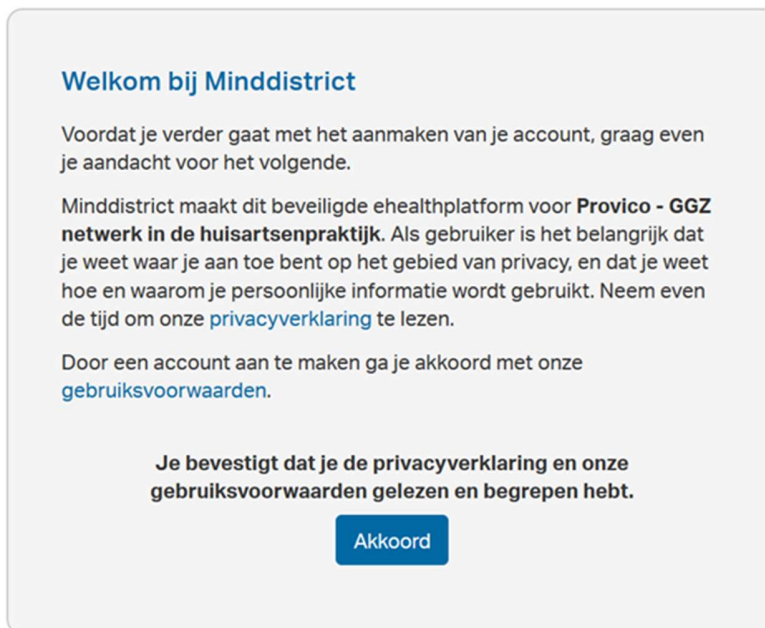 Welkom bij Minddistrict
Voordat je verder gaat met het aanmaken van je account, graag even
je aandacht voor het volgende.
Minddistrict maakt dit beveiligde ehealthplatform voor Provico - GGZ
netwerk in de huisartsenpraktijk. Als gebruiker is het belangrijk dat
je weet waar je aan toe bent op het gebied van privacy, en dat je weet
hoe en waarom je persoonlijke informatie wordt gebruikt. Neem even
de tijd om onze privacyverklaring te lezen.
Door een account aan te maken ga je akkoord met onze
gebruiksvoorwaarden.
Je bevestigt dat je de privacyverklaring en onze
gebruiksvoorwaarden gelezen en begrepen hebt.
Akkoord